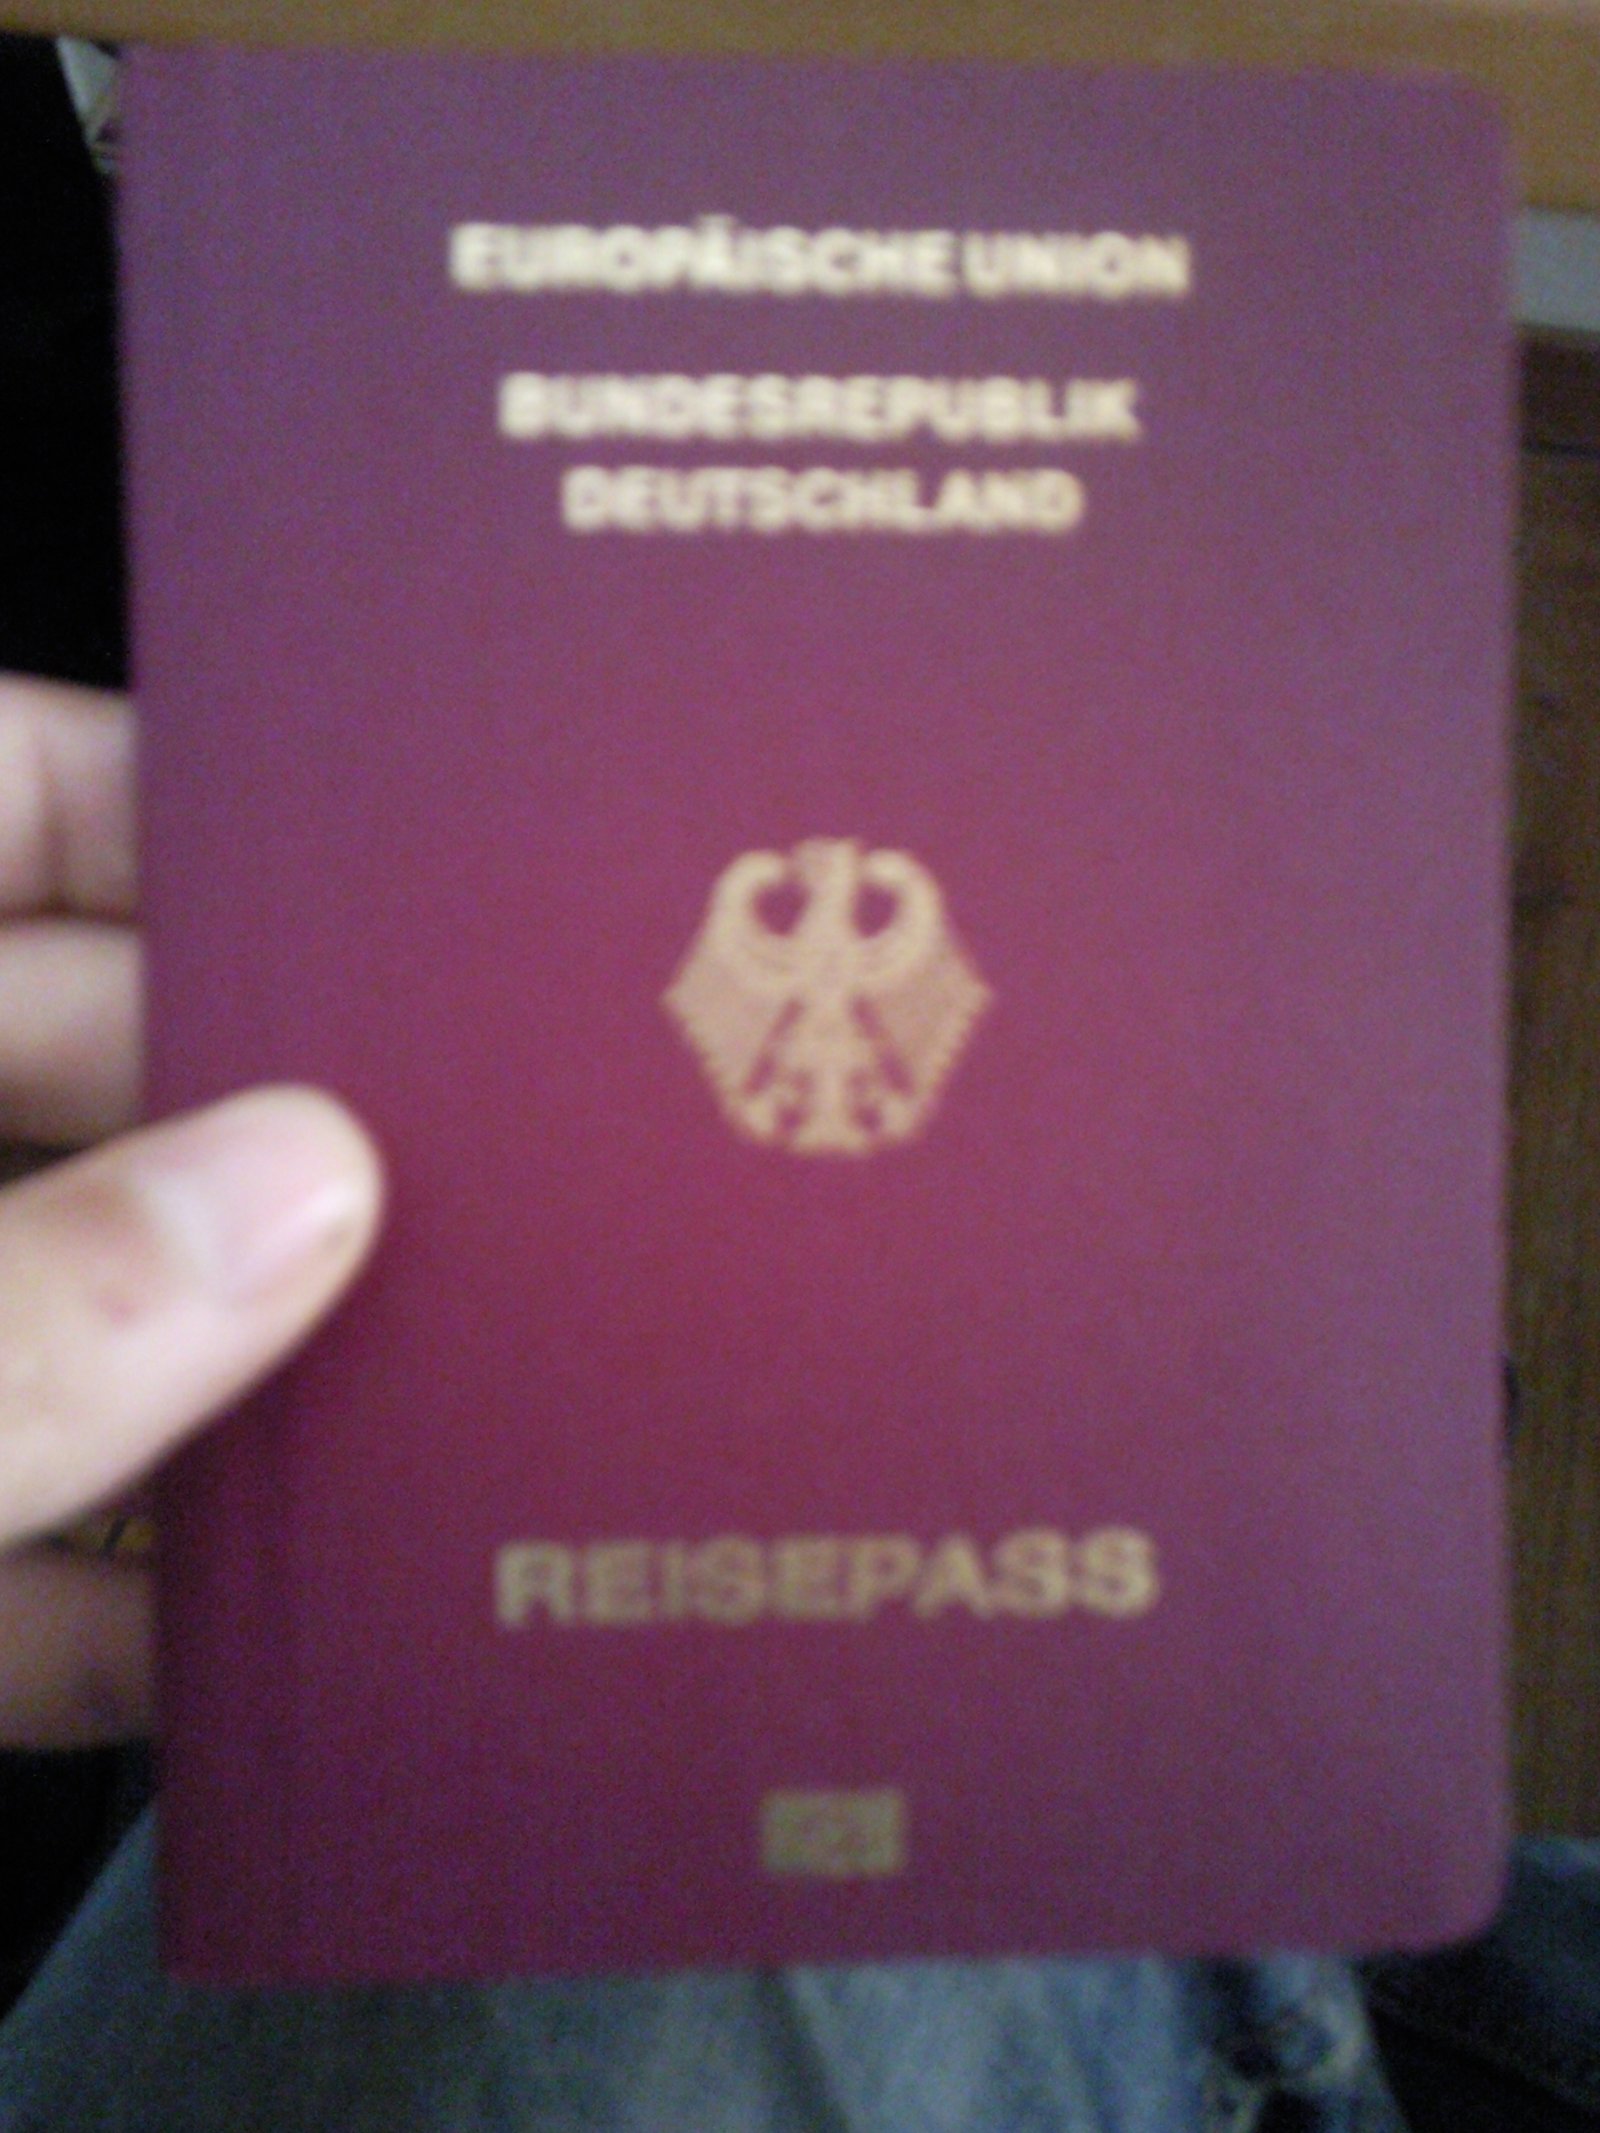 EUROPÄISCHE UNION
BUNDESREPUBLIK
DEUTSCHLAND
REISEPASS